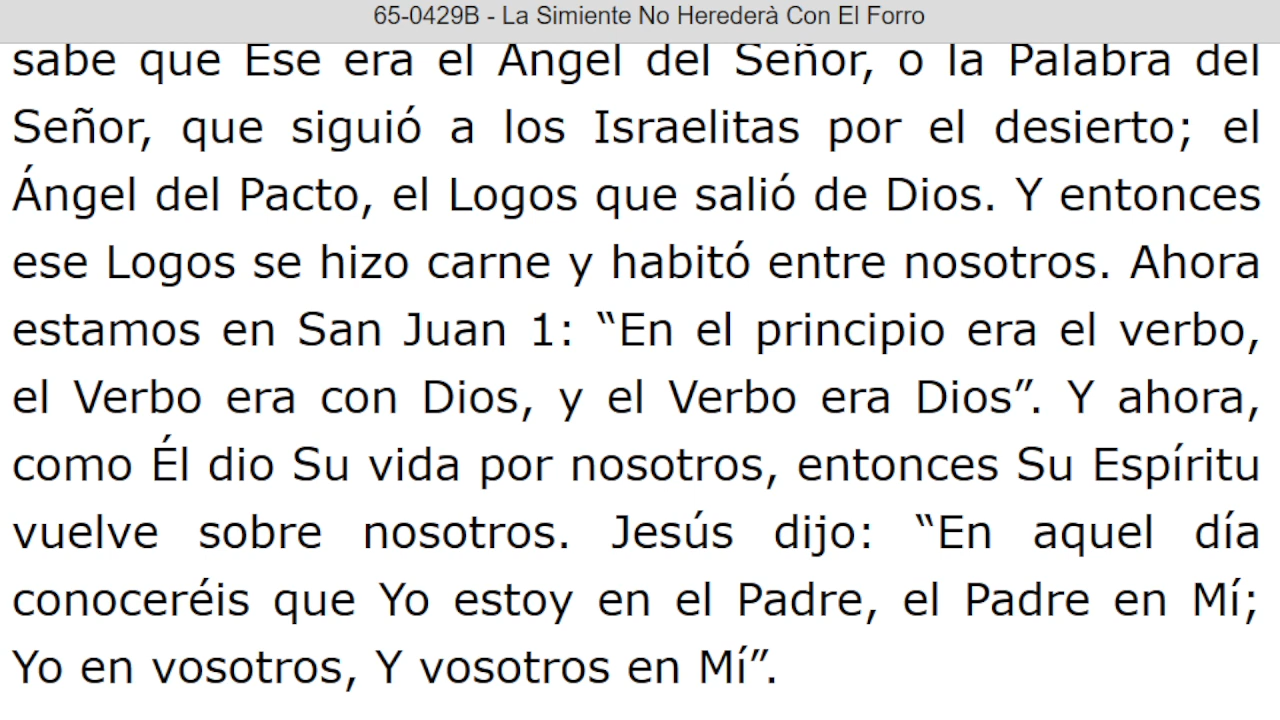 65-0429B - La Simiente No Herederà Con El Forro
sabe que Ese era el Ángel del Señor, o la Palabra del
Señor, que siguió a los Israelitas por el desierto; el
Ángel del Pacto, el Logos que salió de Dios. Y entonces
ese Logos se hizo carne y habitó entre nosotros. Ahora
estamos en San Juan 1: “En el principio era el verbo,
el Verbo era con Dios, y el Verbo era Dios”. Y ahora,
como Él dio Su vida por nosotros, entonces Su Espíritu
vuelve sobre nosotros. Jesús dijo: “En aquel día
conoceréis que Yo estoy en el Padre, el Padre en Mí;
Yo en vosotros, Y vosotros en Mí”.